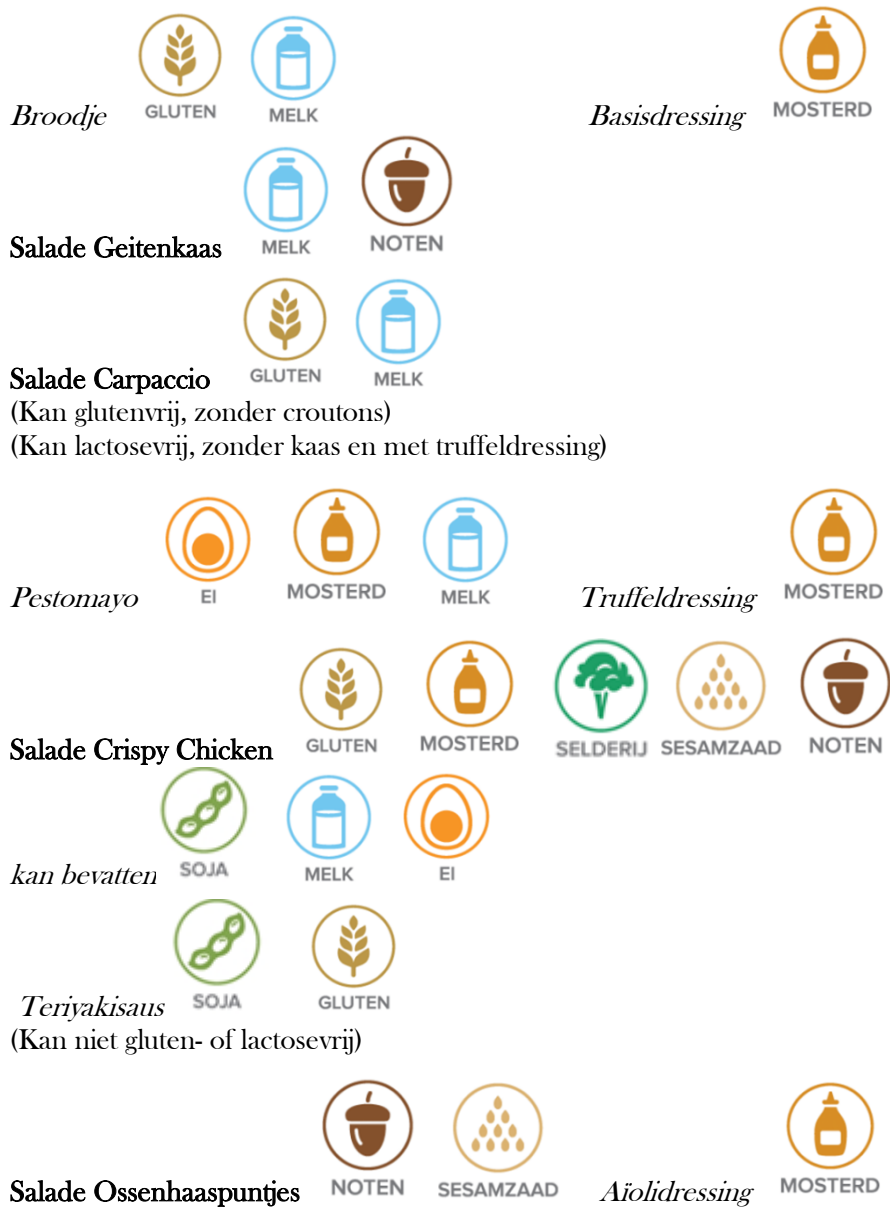 Broodje GLUTEN MELK Basisdressing MOSTERD
Salade Geitenkaas MELK NOTEN
Salade Carpaccio GLUTEN MELK
(Kan glutenvrij, zonder croutons)
(Kan lactosevrij, zonder kaas en met truffeldressing)
Pestomayo EI MOSTERD MELK Truffeldressing MOSTERD
Salade Crispy Chicken GLUTEN MOSTERD SELDERIJ SESAMZAAD NOTEN
kan bevatten SOJA MELK EI
Teriyakisaus SOJA GLUTEN
(Kan niet gluten- of lactosevrij)
Salade Ossenhaaspuntjes NOTEN SESAMZAAD Aïolidressing MOSTERD